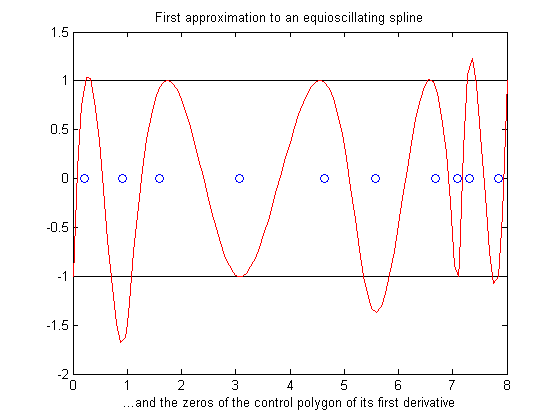 First approximation to an equioscillating spline
1.5
1
0.5
0
-0.5
-1
-1.5
-2
0 1 2 3 4 5 6 7 8
...and the zeros of the control polygon of its first derivative